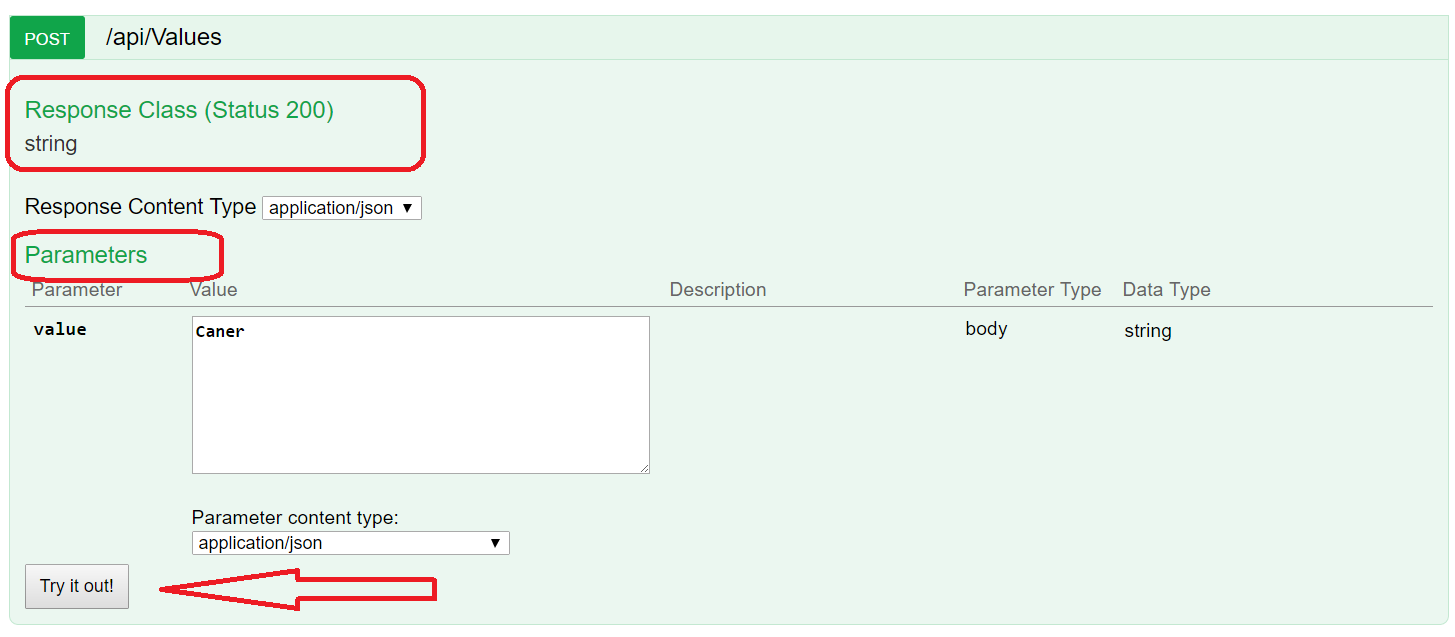 POST /api/Values
Response Class (Status 200)
string
Response Content Type application/json
Parameters
Parameter Value Description Parameter Type Data Type
value Caner body string
Parameter content type:
application/json
Try it out!